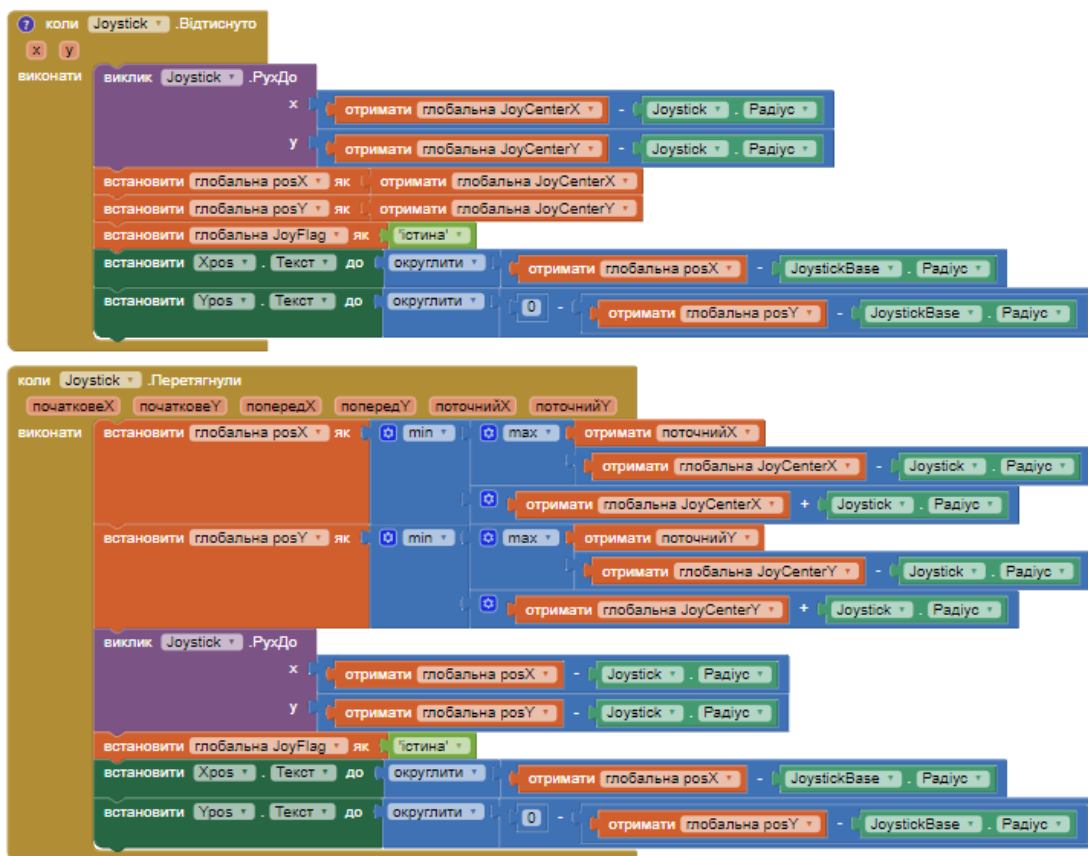 ? коли Joystick .Відтиснуто
x y
виконати виклик Joystick .РухДо
x отримати глобальна JoyCenterX - Joystick . Радіус
y отримати глобальна JoyCenterY - Joystick . Радіус
встановити глобальна posX як отримати глобальна JoyCenterX
встановити глобальна posY як отримати глобальна JoyCenterY
встановити глобальна JoyFlag як 'істина'
встановити Xpos . Текст до округлити отримати глобальна posX - JoystickBase . Радіус
встановити Ypos . Текст до округлити 0 - отримати глобальна posY - JoystickBase . Радіус
коли Joystick .Перетягнули
початковеX початковеY попередX попередY поточнийX поточнийY
виконати встановити глобальна posX як min max отримати поточнийX
отримати глобальна JoyCenterX - Joystick . Радіус
отримати глобальна JoyCenterX + Joystick . Радіус
встановити глобальна posY як min max отримати поточнийY
отримати глобальна JoyCenterY - Joystick . Радіус
отримати глобальна JoyCenterY + Joystick . Радіус
виклик Joystick .РухДо
x отримати глобальна posX - Joystick . Радіус
y отримати глобальна posY - Joystick . Радіус
встановити глобальна JoyFlag як 'істина'
встановити Xpos . Текст до округлити отримати глобальна posX - JoystickBase . Радіус
встановити Ypos . Текст до округлити 0 - отримати глобальна posY - JoystickBase . Радіус